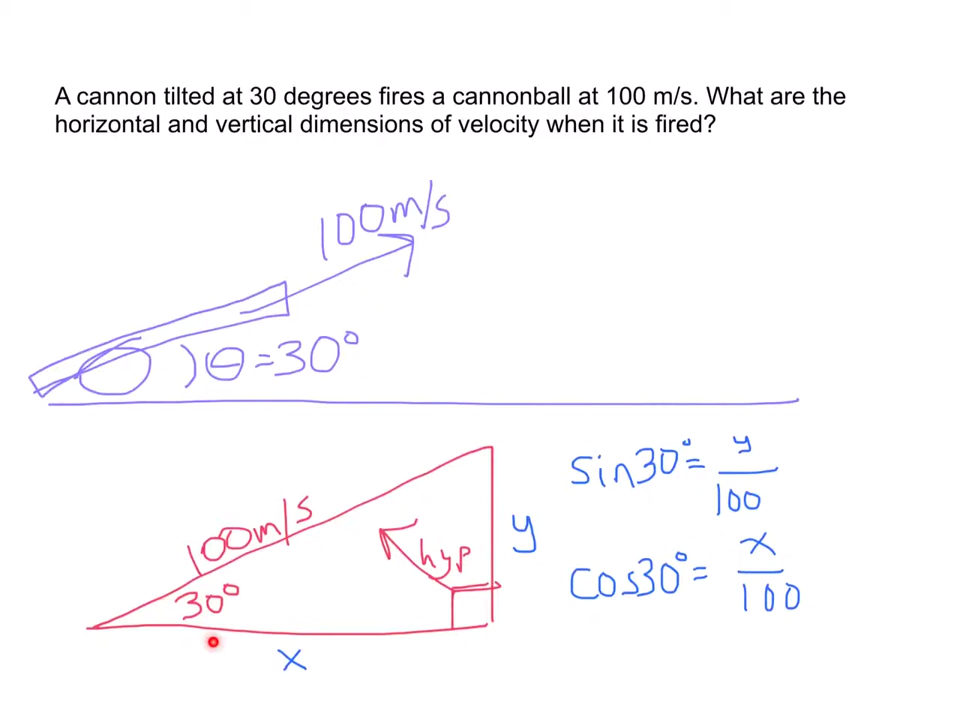 A cannon tilted at 30 degrees fires a cannonball at 100 m/s. What are the
horizontal and vertical dimensions of velocity when it is fired?
100m/s
)θ=30°
sin30°= y/100
100m/s
hyp
y
cos30°= x/100
30°
x